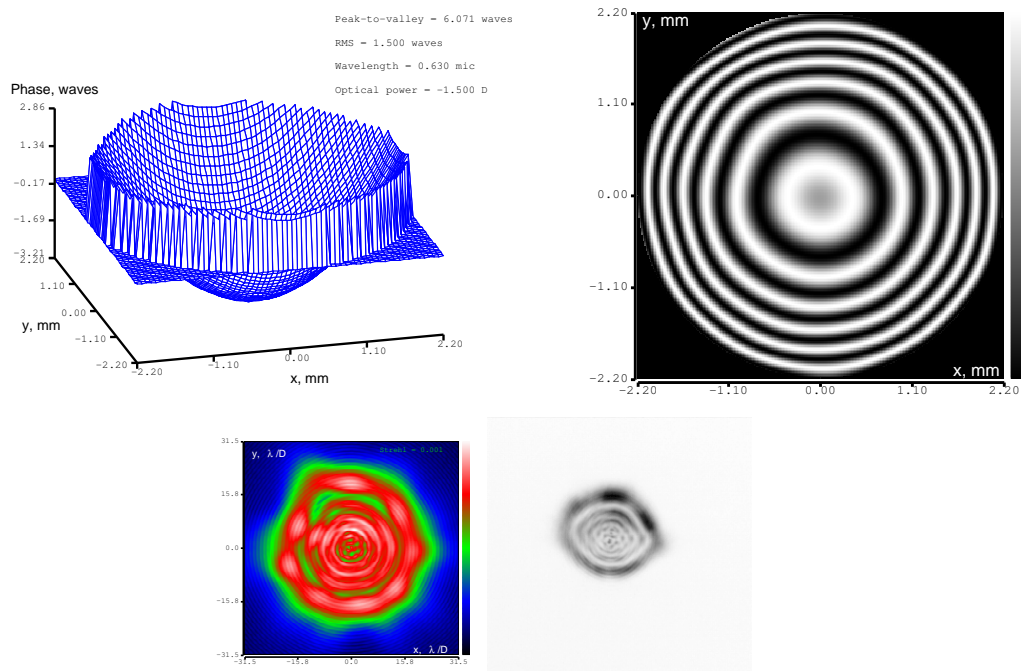 Peak-to-valley = 6.071 waves
RMS = 1.500 waves
Wavelength = 0.630 mic
Optical power = -1.500 D
Phase, waves
2.86
1.34
-0.17
-1.69
-3.21
2.20
1.10
0.00
-1.10
-2.20
y, mm
-2.20
-1.10
0.00
1.10
2.20
x, mm
2.20
1.10
0.00
-1.10
-2.20
y, mm
x, mm
-2.20
-1.10
0.00
1.10
2.20
31.5
15.8
0.0
-15.8
-31.5
y, λ/D
Strehl = 0.001
x, λ/D
-31.5
-15.8
0.0
15.8
31.5